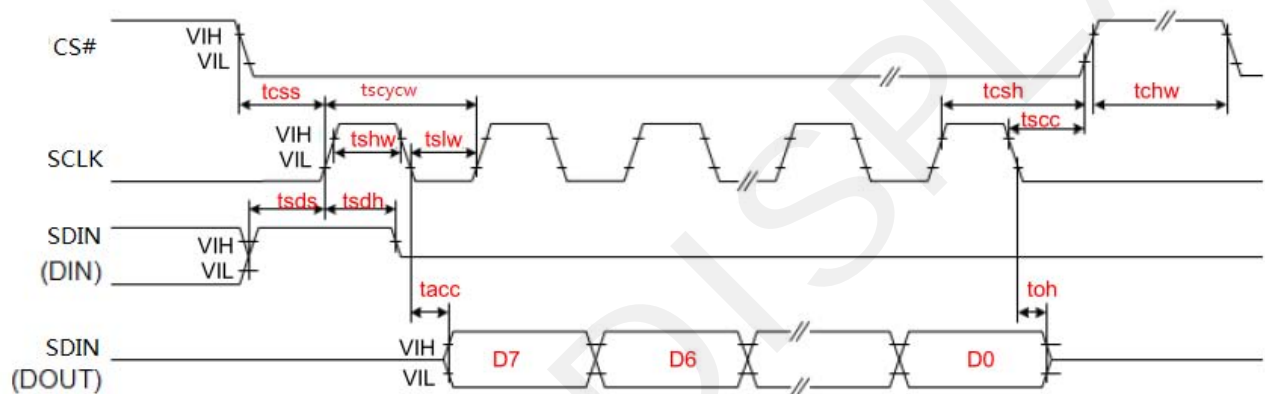 CS#
VIH
VIL
tcss
tscycw
tcsh
tchw
tscc
SCLK
VIH
VIL
tshw
tslw
tsds
tsdh
SDIN
(DIN)
VIH
VIL
tacc
toh
SDIN
(DOUT)
VIH
VIL
D7
D6
D0
DISPL